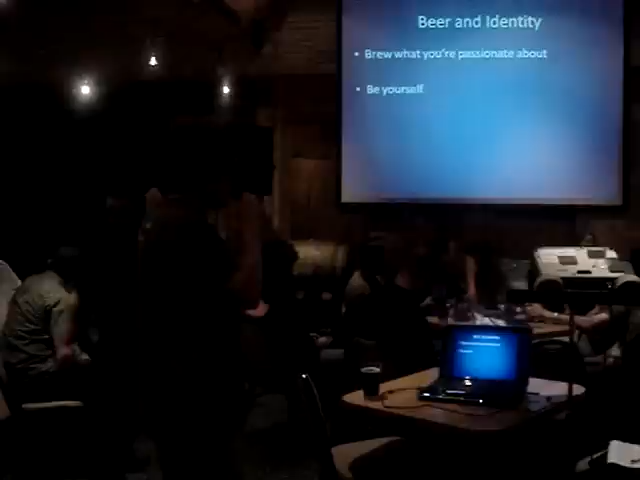 Beer and Identity
• Brew what you're passionate about
• Be yourself